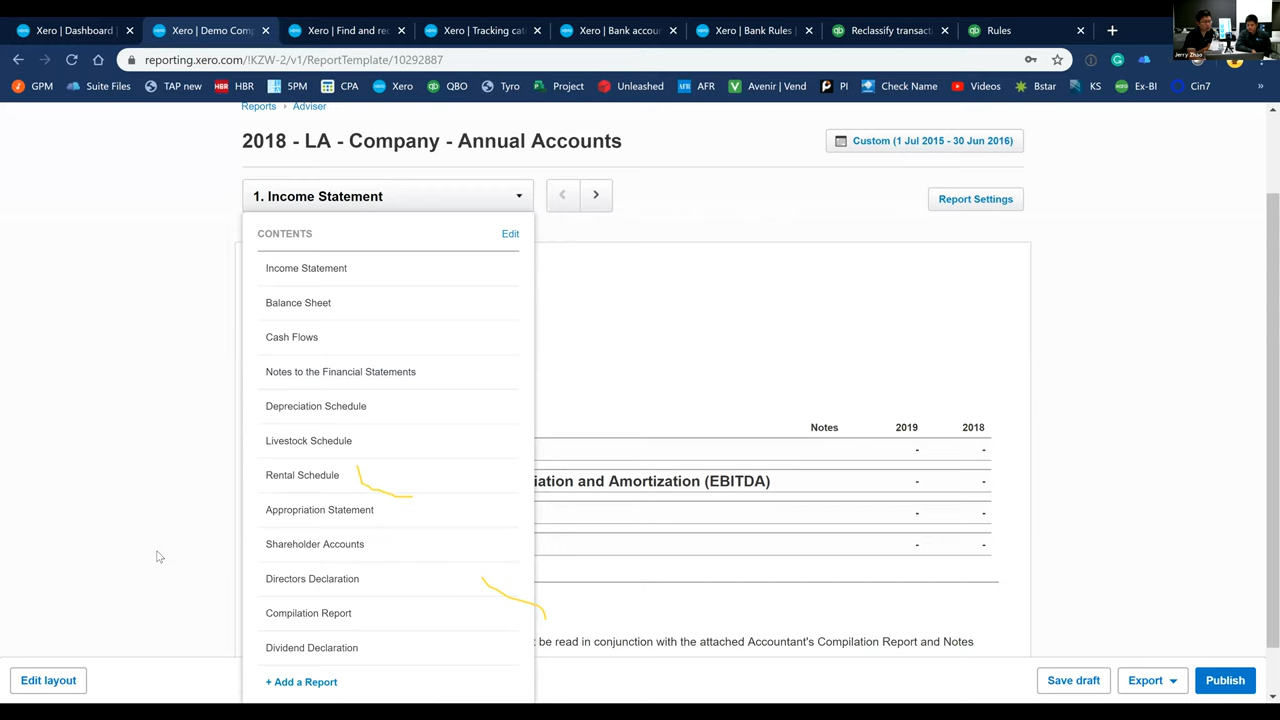 Xero | Dashboard
Xero | Demo Com
Xero | Find and rec
Xero | Tracking cat
Xero | Bank accou
Xero | Bank Rules
Reclassify transacti
Rules
reporting.xero.com/!KZW-2/v1/ReportTemplate/10292887
GPM
Suite Files
TAP new
HBR HBR
5PM
CPA
Xero
QBO
Tyro
Project
Unleashed
AFR AFR
Avenir | Vend
PI
Check Name
Videos
Bstar
KS
Ex-BI
Cin7
»
Jerry Zhao
Reports › Adviser
2018 - LA - Company - Annual Accounts
Custom (1 Jul 2015 - 30 Jun 2016)
1. Income Statement
Report Settings
CONTENTS Edit
Income Statement
Balance Sheet
Cash Flows
Notes to the Financial Statements
Depreciation Schedule
Livestock Schedule
Rental Schedule
Appropriation Statement
Shareholder Accounts
Directors Declaration
Compilation Report
Dividend Declaration
+ Add a Report
Notes 2019 2018
- -
iation and Amortization (EBITDA) - -
- -
- -
be read in conjunction with the attached Accountant's Compilation Report and Notes
Edit layout
Save draft
Export
Publish